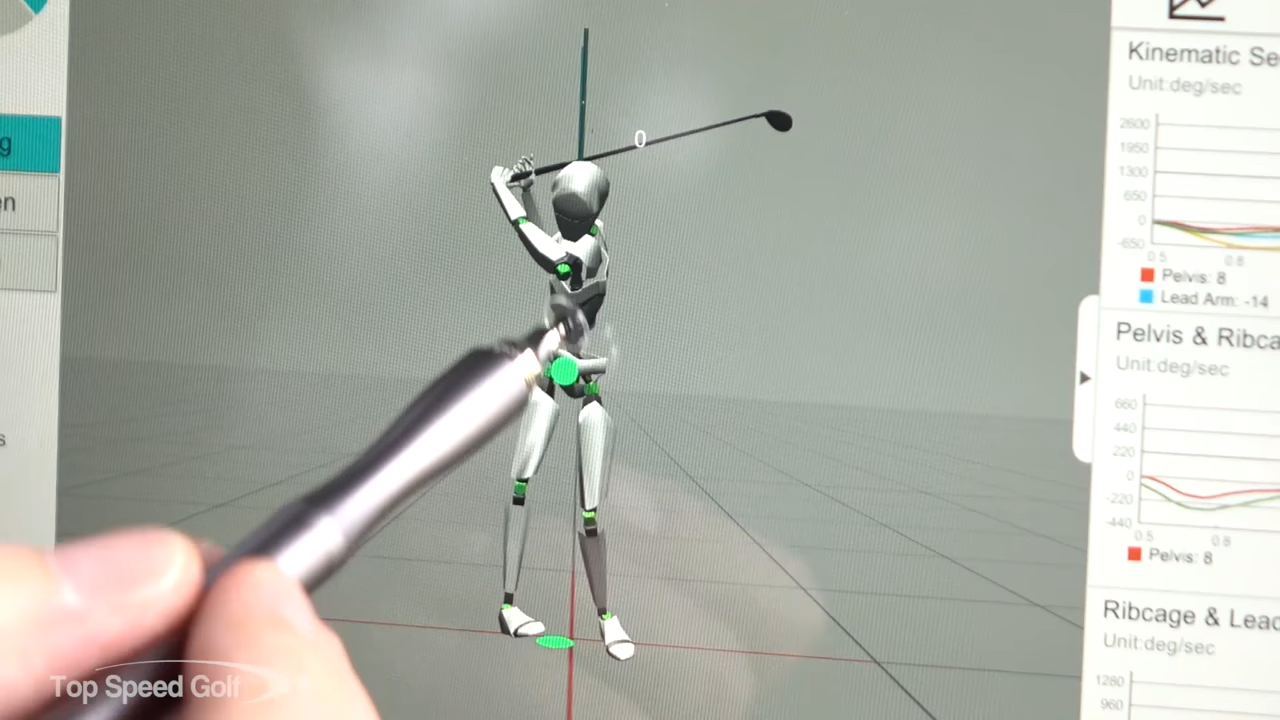 g
en
s
0
Kinematic Se
Unit:deg/sec
2600
1950
1300
650
0
-650
0.5
0.8
Pelvis: 8
Lead Arm: -14
Pelvis & Ribca
Unit:deg/sec
660
440
220
0
-220
-440
0.5
0.8
Pelvis: 8
Ribcage & Lead
Unit:deg/sec
1280
960
Top Speed Golf